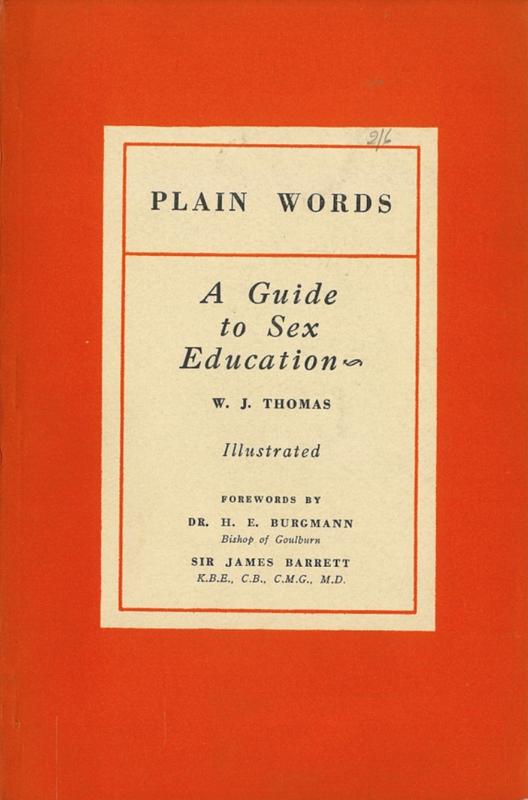 2/6
PLAIN WORDS
A Guide
to Sex
Education
W. J. THOMAS
Illustrated
FOREWORDS BY
DR. H. E. BURGMANN
Bishop of Goulburn
SIR JAMES BARRETT
K.B.E., C.B., C.M.G., M.D.